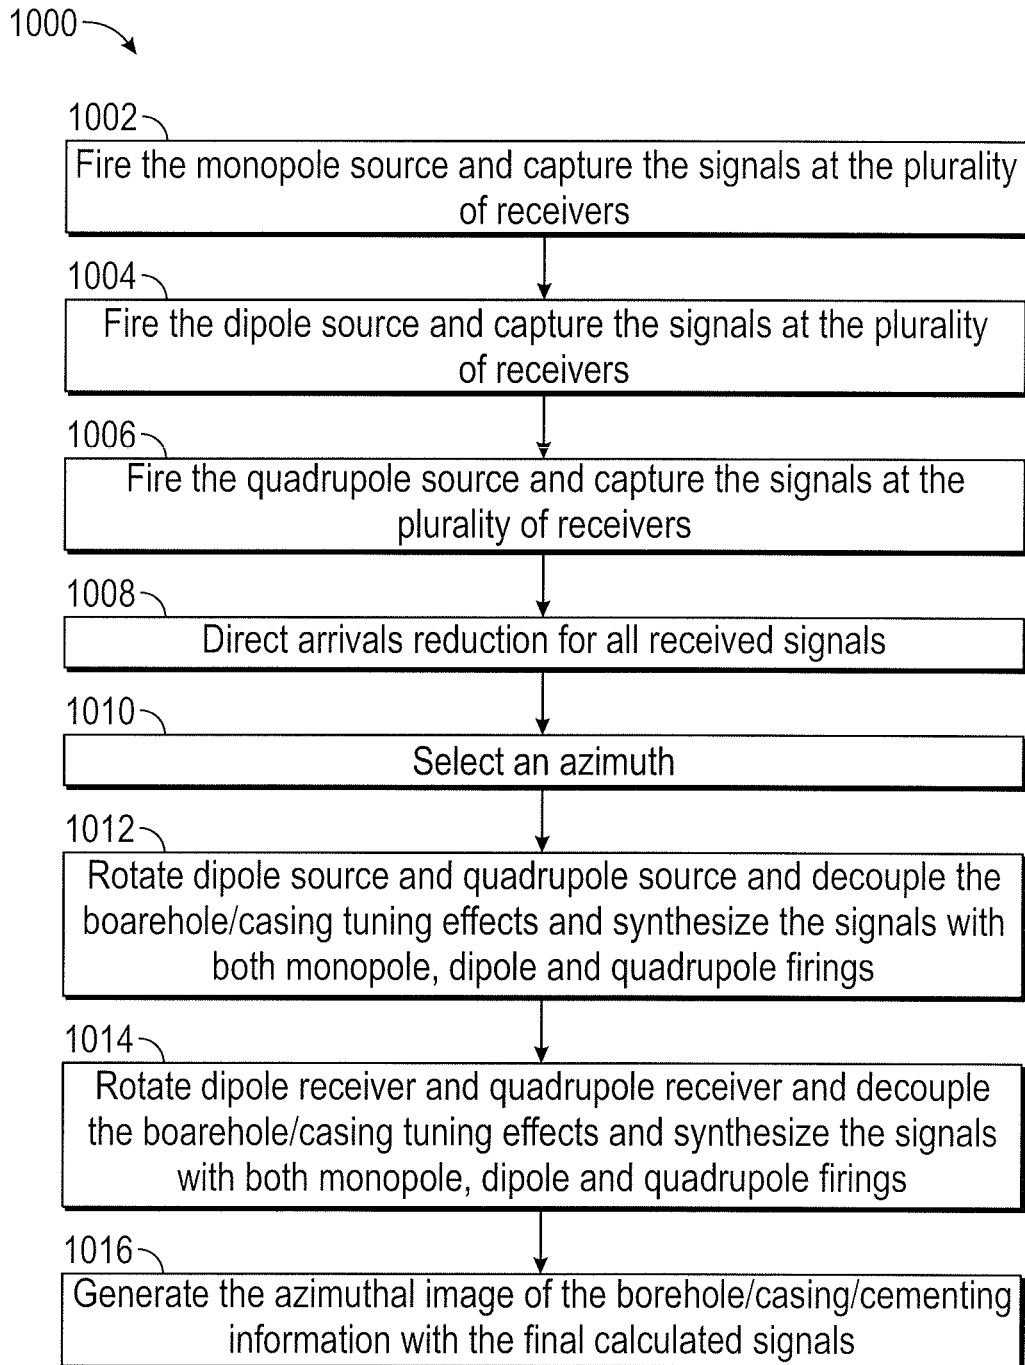 1000
1002
Fire the monopole source and capture the signals at the plurality
of receivers
1004
Fire the dipole source and capture the signals at the plurality
of receivers
1006
Fire the quadrupole source and capture the signals at the
plurality of receivers
1008
Direct arrivals reduction for all received signals
1010
Select an azimuth
1012
Rotate dipole source and quadrupole source and decouple the
boarehole/casing tuning effects and synthesize the signals with
both monopole, dipole and quadrupole firings
1014
Rotate dipole receiver and quadrupole receiver and decouple
the boarehole/casing tuning effects and synthesize the signals
with both monopole, dipole and quadrupole firings
1016
Generate the azimuthal image of the borehole/casing/cementing
information with the final calculated signals